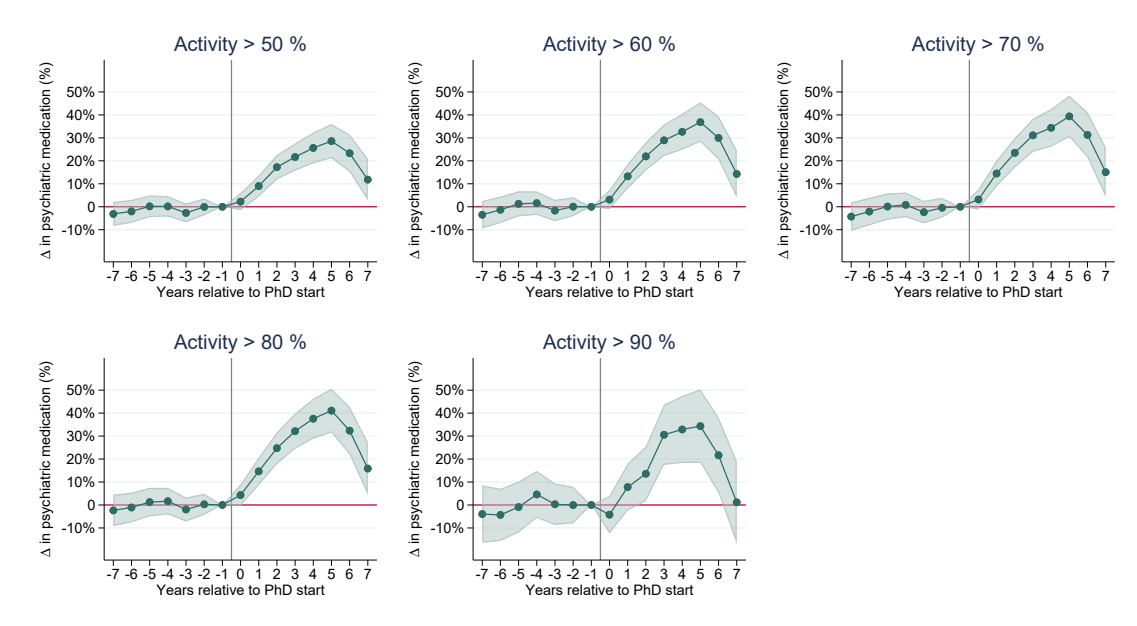 Activity > 50 %
Δ in psychiatric medication (%)
50%
40%
30%
20%
10%
0
-10%
-7 -6 -5 -4 -3 -2 -1 0 1 2 3 4 5 6 7
Years relative to PhD start
Activity > 60 %
Δ in psychiatric medication (%)
50%
40%
30%
20%
10%
0
-10%
-7 -6 -5 -4 -3 -2 -1 0 1 2 3 4 5 6 7
Years relative to PhD start
Activity > 70 %
Δ in psychiatric medication (%)
50%
40%
30%
20%
10%
0
-10%
-7 -6 -5 -4 -3 -2 -1 0 1 2 3 4 5 6 7
Years relative to PhD start
Activity > 80 %
Δ in psychiatric medication (%)
50%
40%
30%
20%
10%
0
-10%
-7 -6 -5 -4 -3 -2 -1 0 1 2 3 4 5 6 7
Years relative to PhD start
Activity > 90 %
Δ in psychiatric medication (%)
50%
40%
30%
20%
10%
0
-10%
-7 -6 -5 -4 -3 -2 -1 0 1 2 3 4 5 6 7
Years relative to PhD start